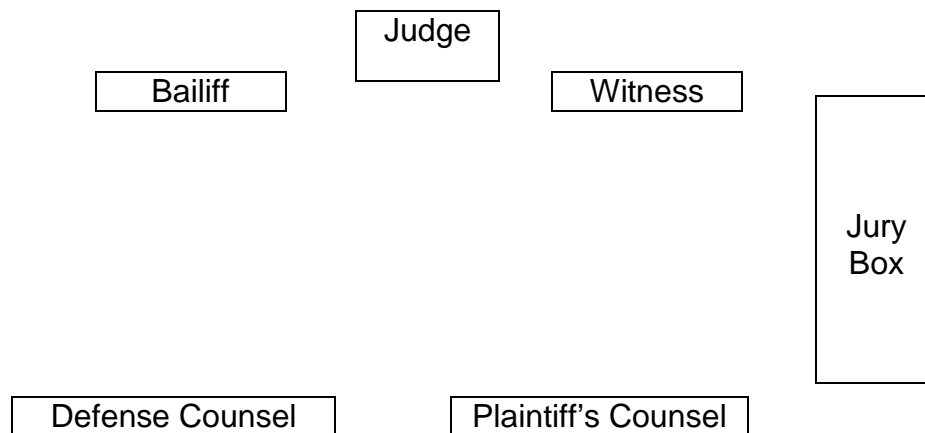 Judge
Bailiff
Witness
Jury
Box
Defense Counsel
Plaintiff’s Counsel